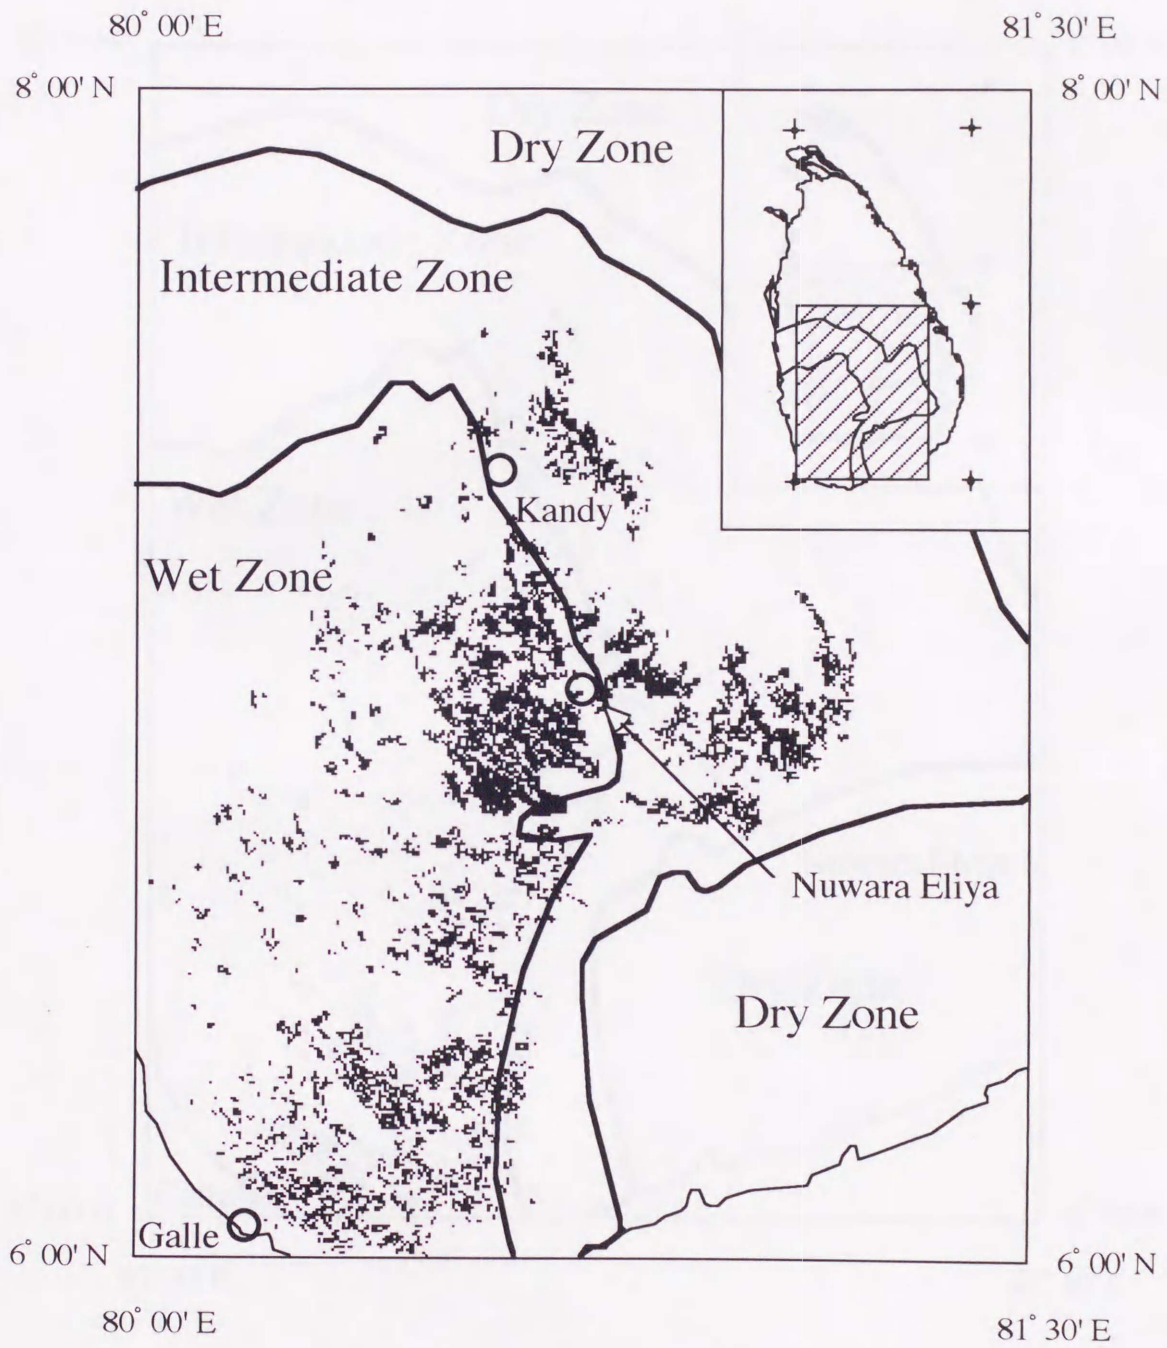 80° 00' E
81° 30' E
8° 00' N
8° 00' N
Dry Zone
Intermediate Zone
Kandy
Wet Zone
Nuwara Eliya
Dry Zone
Galle
6° 00' N
6° 00' N
80° 00' E
81° 30' E